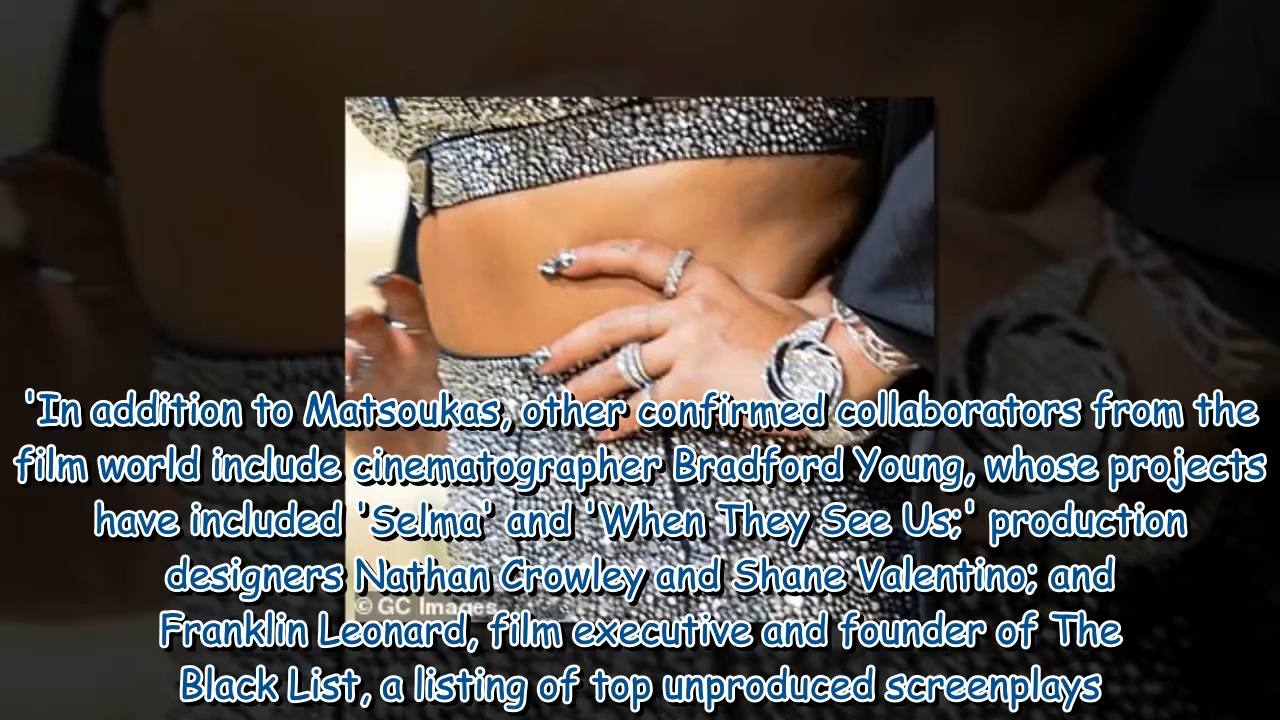 'In addition to Matsoukas, other confirmed collaborators from the
film world include cinematographer Bradford Young, whose projects
have included 'Selma' and 'When They See Us;' production
designers Nathan Crowley and Shane Valentino; and
© GC Images
Franklin Leonard, film executive and founder of The
Black List, a listing of top unproduced screenplays